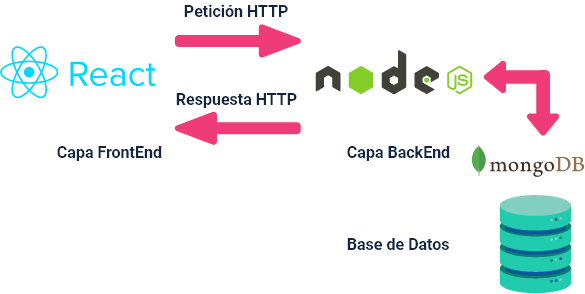 Petición HTTP
React
node
JS
Respuesta HTTP
Capa FrontEnd
Capa BackEnd
mongoDB
Base de Datos